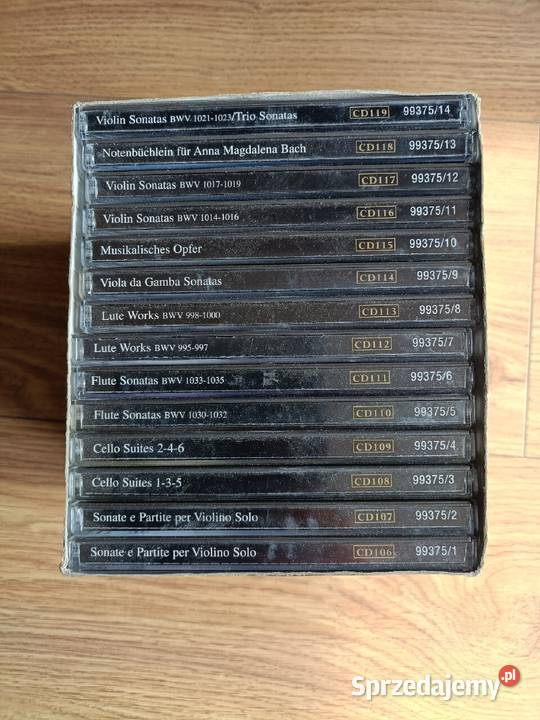 Violin Sonatas BWV 1021-1023/Trio Sonatas CD119 99375/14
Notenbüchlein für Anna Magdalena Bach CD118 99375/13
Violin Sonatas BWV 1017-1019 CD117 99375/12
Violin Sonatas BWV 1014-1016 CD116 99375/11
Musikalisches Opfer CD115 99375/10
Viola da Gamba Sonatas CD114 99375/9
Lute Works BWV 998-1000 CD113 99375/8
Lute Works BWV 995-997 CD112 99375/7
Flute Sonatas BWV 1033-1035 CD111 99375/6
Flute Sonatas BWV 1030-1032 CD110 99375/5
Cello Suites 2-4-6 CD109 99375/4
Cello Suites 1-3-5 CD108 99375/3
Sonate e Partite per Violino Solo CD107 99375/2
Sonate e Partite per Violino Solo CD106 99375/1
Sprzedajemy.pl